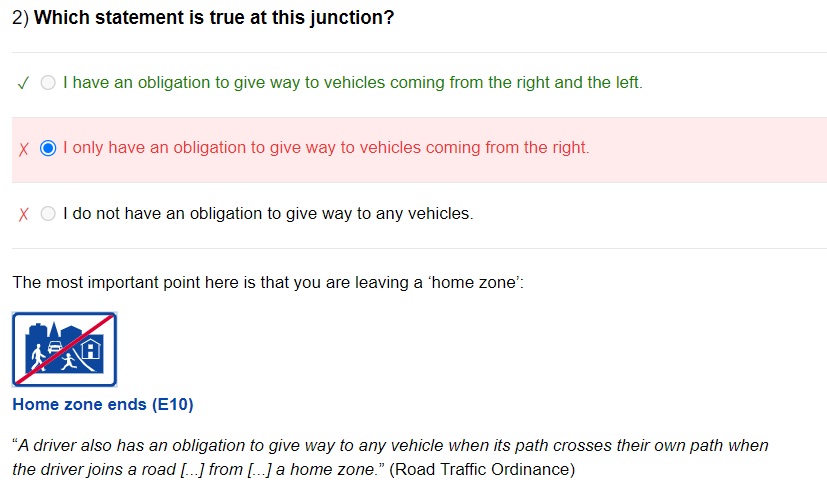 2) Which statement is true at this junction?
✓ I have an obligation to give way to vehicles coming from the right and the left.
X I only have an obligation to give way to vehicles coming from the right.
X I do not have an obligation to give way to any vehicles.
The most important point here is that you are leaving a ‘home zone’:
Home zone ends (E10)
“A driver also has an obligation to give way to any vehicle when its path crosses their own path when
the driver joins a road [...] from [...] a home zone.” (Road Traffic Ordinance)